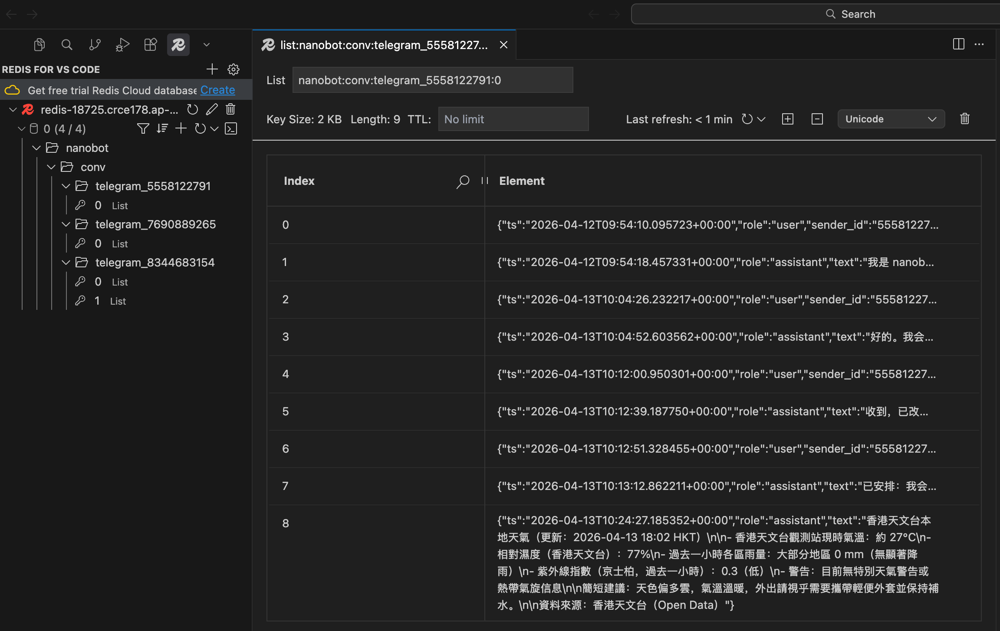 Search
REDIS FOR VS CODE
Get free trial Redis Cloud database Create
redis-18725.crce178.ap-...
0 (4 / 4)
nanobot
conv
telegram_5558122791
0 List
telegram_7690889265
0 List
telegram_8344683154
0 List
1 List
list:nanobot:conv:telegram_55581227...
List nanobot:conv:telegram_5558122791:0
Key Size: 2 KB Length: 9 TTL: No limit Last refresh: < 1 min Unicode
Index Element
0 {"ts":"2026-04-12T09:54:10.095723+00:00","role":"user","sender_id":"55581227...
1 {"ts":"2026-04-12T09:54:18.457331+00:00","role":"assistant","text":"我是 nanob...
2 {"ts":"2026-04-13T10:04:26.232217+00:00","role":"user","sender_id":"55581227...
3 {"ts":"2026-04-13T10:04:52.603562+00:00","role":"assistant","text":"好的。我会...
4 {"ts":"2026-04-13T10:12:00.950301+00:00","role":"user","sender_id":"55581227...
5 {"ts":"2026-04-13T10:12:39.187750+00:00","role":"assistant","text":"收到，已改...
6 {"ts":"2026-04-13T10:12:51.328455+00:00","role":"user","sender_id":"55581227...
7 {"ts":"2026-04-13T10:13:12.862211+00:00","role":"assistant","text":"已安排：我会...
8 {"ts":"2026-04-13T10:24:27.185352+00:00","role":"assistant","text":"香港天文台本
地天氣（更新：2026-04-13 18:02 HKT）\n\n- 香港天文台觀測站現時氣溫：約 27°C\n-
相對濕度（香港天文台）：77%\n- 過去一小時各區雨量：大部分地區 0 mm（無顯著降
雨）\n- 紫外線指數（京士柏，過去一小時）：0.3（低）\n- 警告：目前無特別天氣警告或
熱帶氣旋信息\n\n簡短建議：天色偏多雲，氣溫溫暖，外出請視乎需要攜帶輕便外套並保持補
水。\n\n資料來源：香港天文台（Open Data）"}